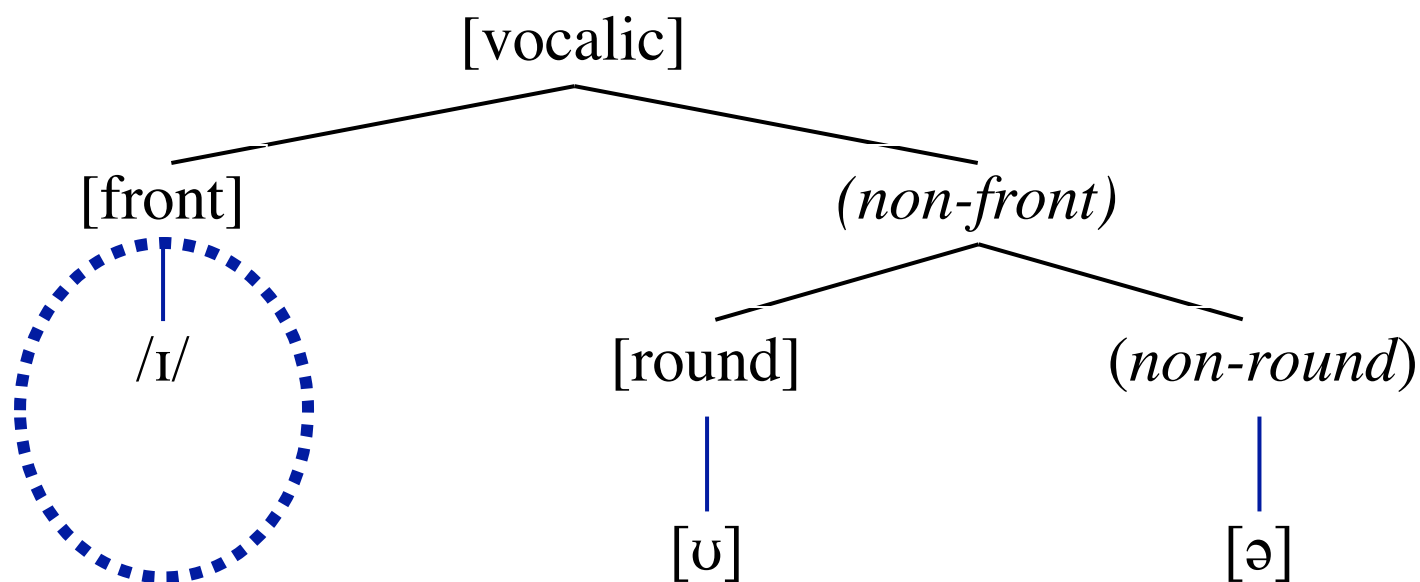 [vocalic]
[front] (non-front)
/ɪ/ [round] (non-round)
[ʊ] [ə]